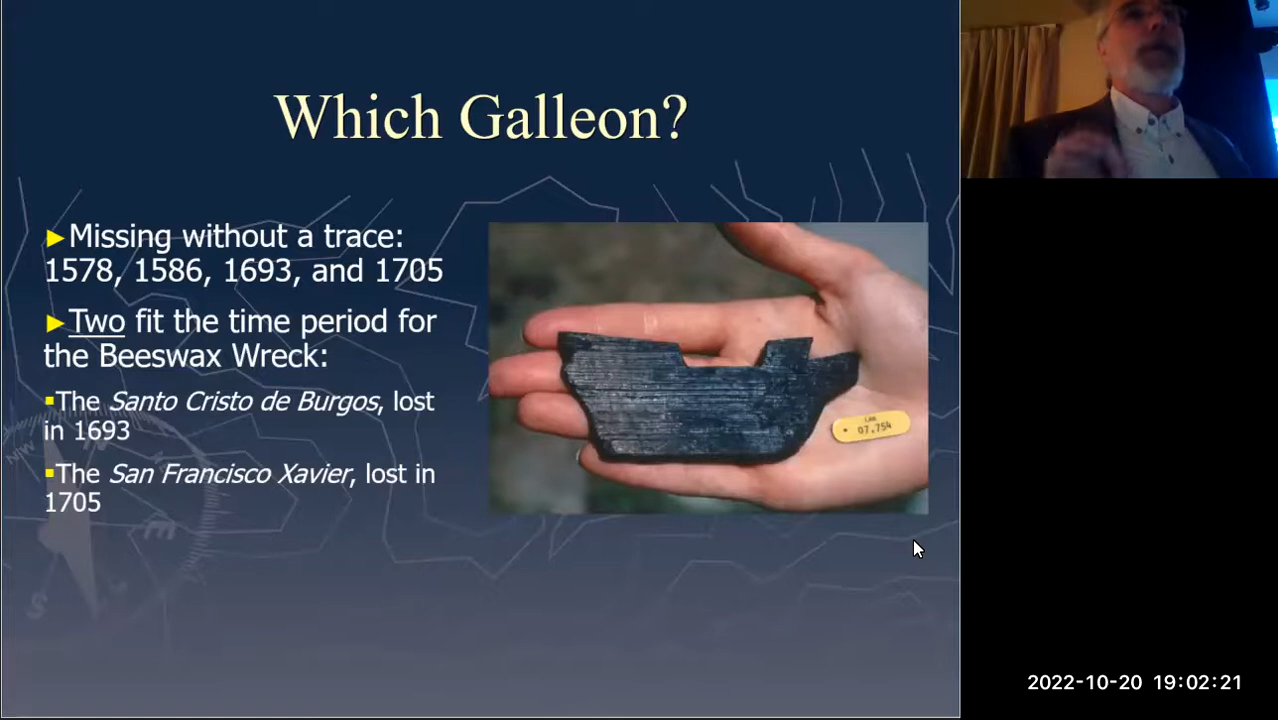 Which Galleon?
►Missing without a trace:
1578, 1586, 1693, and 1705
►Two fit the time period for
the Beeswax Wreck:
▪The Santo Cristo de Burgos, lost
in 1693
▪The San Francisco Xavier, lost in
1705
07.754
NW
E
S
2022-10-20 19:02:21